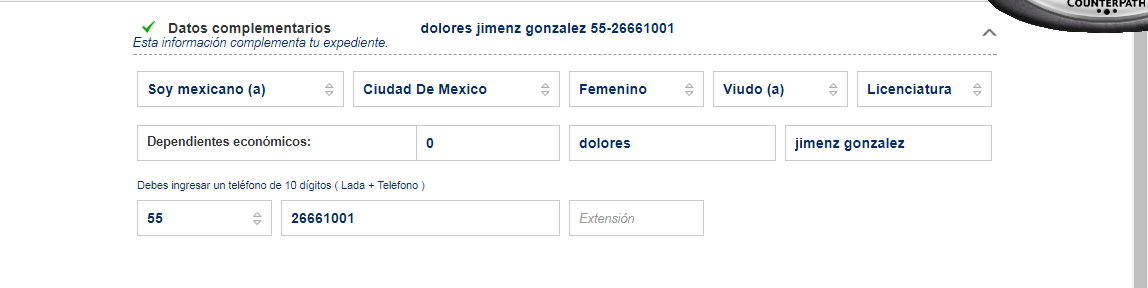 COUNTERPATH
Datos complementarios dolores jimenz gonzalez 55-26661001
Esta información complementa tu expediente.
Soy mexicano (a) Ciudad De Mexico Femenino Viudo (a) Licenciatura
Dependientes económicos: 0 dolores jimenz gonzalez
Debes ingresar un teléfono de 10 dígitos ( Lada + Telefono )
55 26661001 Extensión